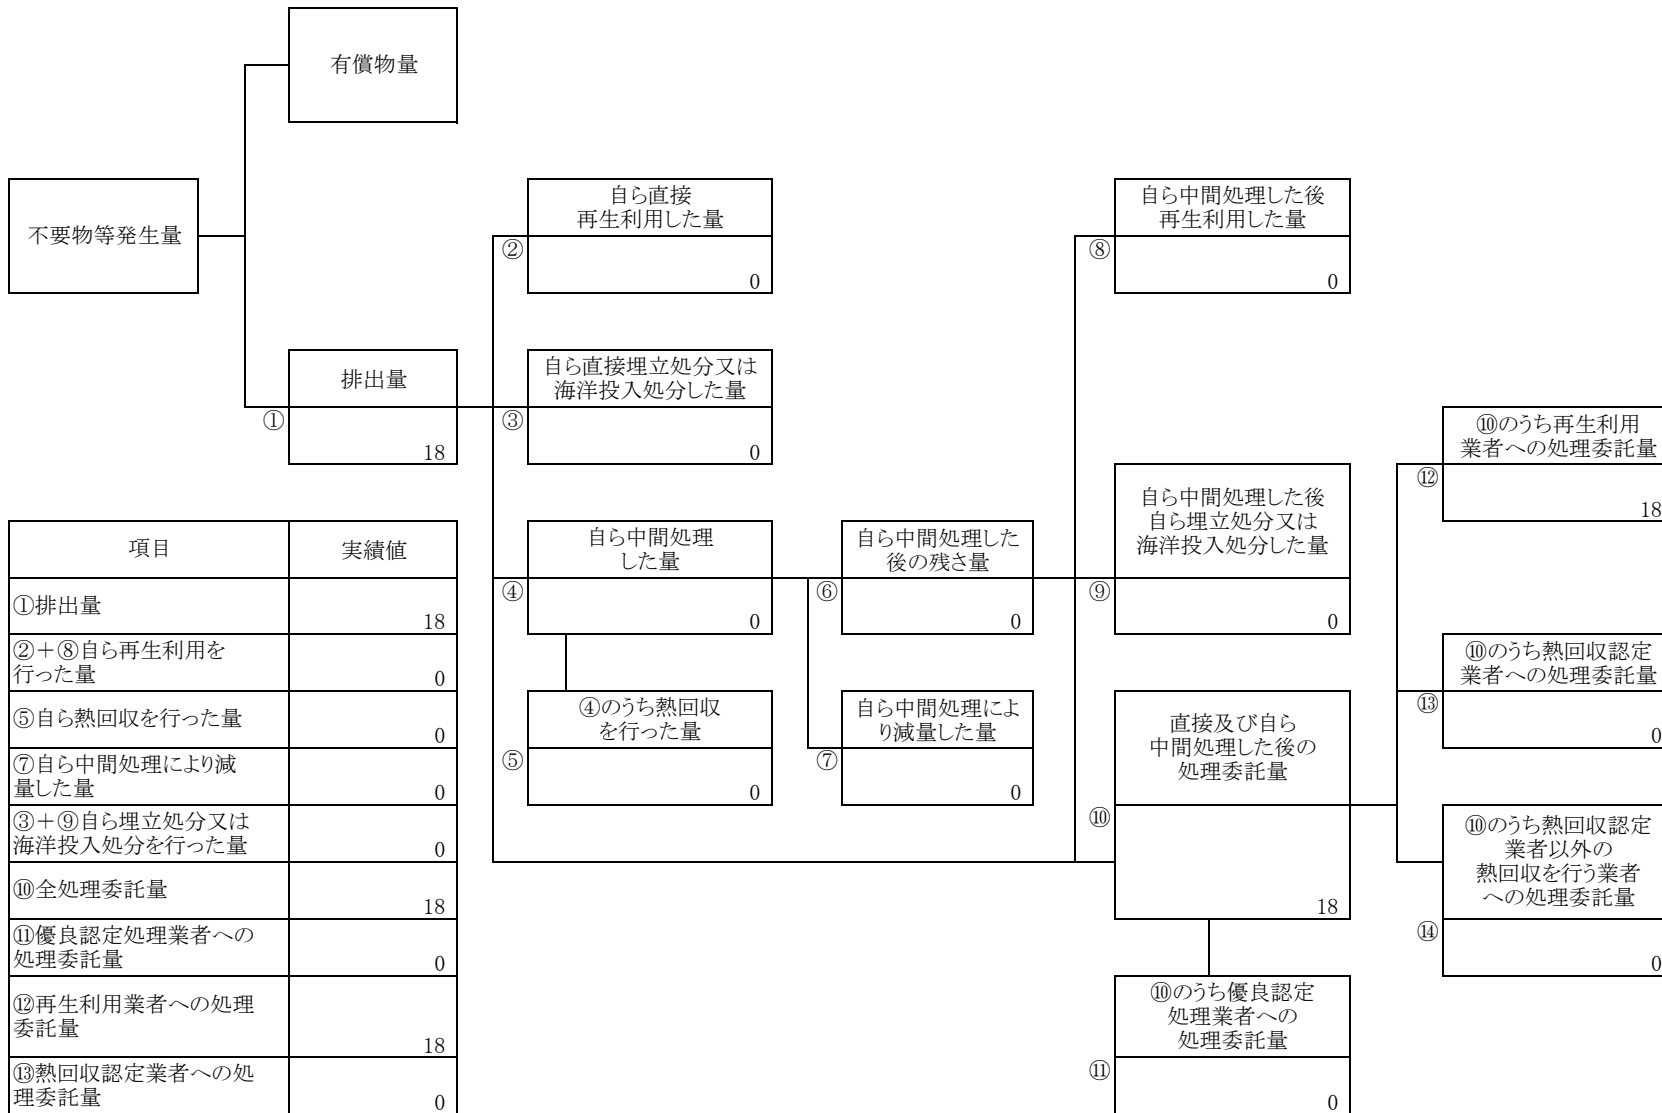 有償物量
不要物等発生量
自ら直接
再生利用した量
②
0
自ら中間処理した後
再生利用した量
⑧
0
排出量
①
18
自ら直接埋立処分又は
海洋投入処分した量
③
0
⑩のうち再生利用
業者への処理委託量
⑫
18
自ら中間処理
した量
④
0
自ら中間処理した
後の残さ量
⑥
0
自ら中間処理した後
自ら埋立処分又は
海洋投入処分した量
⑨
0
⑩のうち熱回収認定
業者への処理委託量
⑬
0
④のうち熱回収
を行った量
⑤
0
自ら中間処理によ
り減量した量
⑦
0
直接及び自ら
中間処理した後の
処理委託量
⑩
18
⑩のうち熱回収認定
業者以外の
熱回収を行う業者
への処理委託量
⑭
0
⑩のうち優良認定
処理業者への
処理委託量
⑪
0
項目
実績値
①排出量
18
②＋⑧自ら再生利用を
行った量
0
⑤自ら熱回収を行った量
0
⑦自ら中間処理により減
量した量
0
③＋⑨自ら埋立処分又は
海洋投入処分を行った量
0
⑩全処理委託量
18
⑪優良認定処理業者への
処理委託量
0
⑫再生利用業者への処理
委託量
18
⑬熱回収認定業者への処
理委託量
0